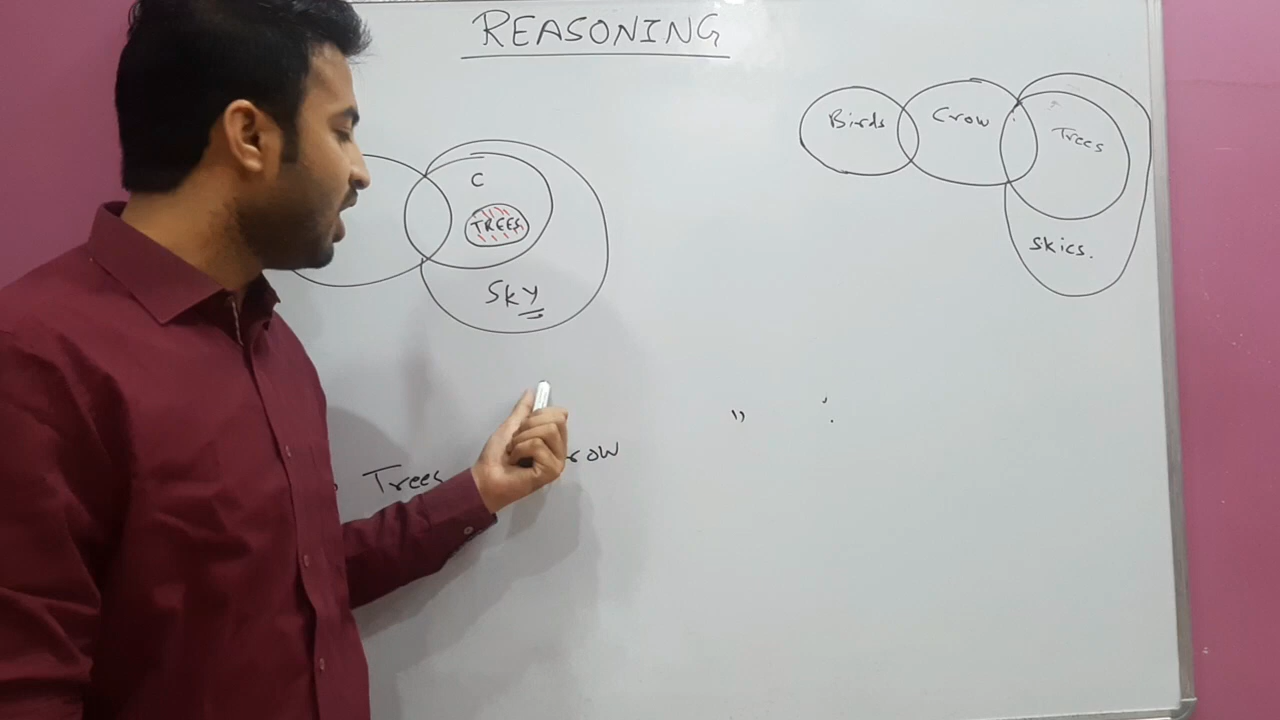 REASONING
Birds Crow Trees
Skies.
C
TREES
Sky
Trees
"